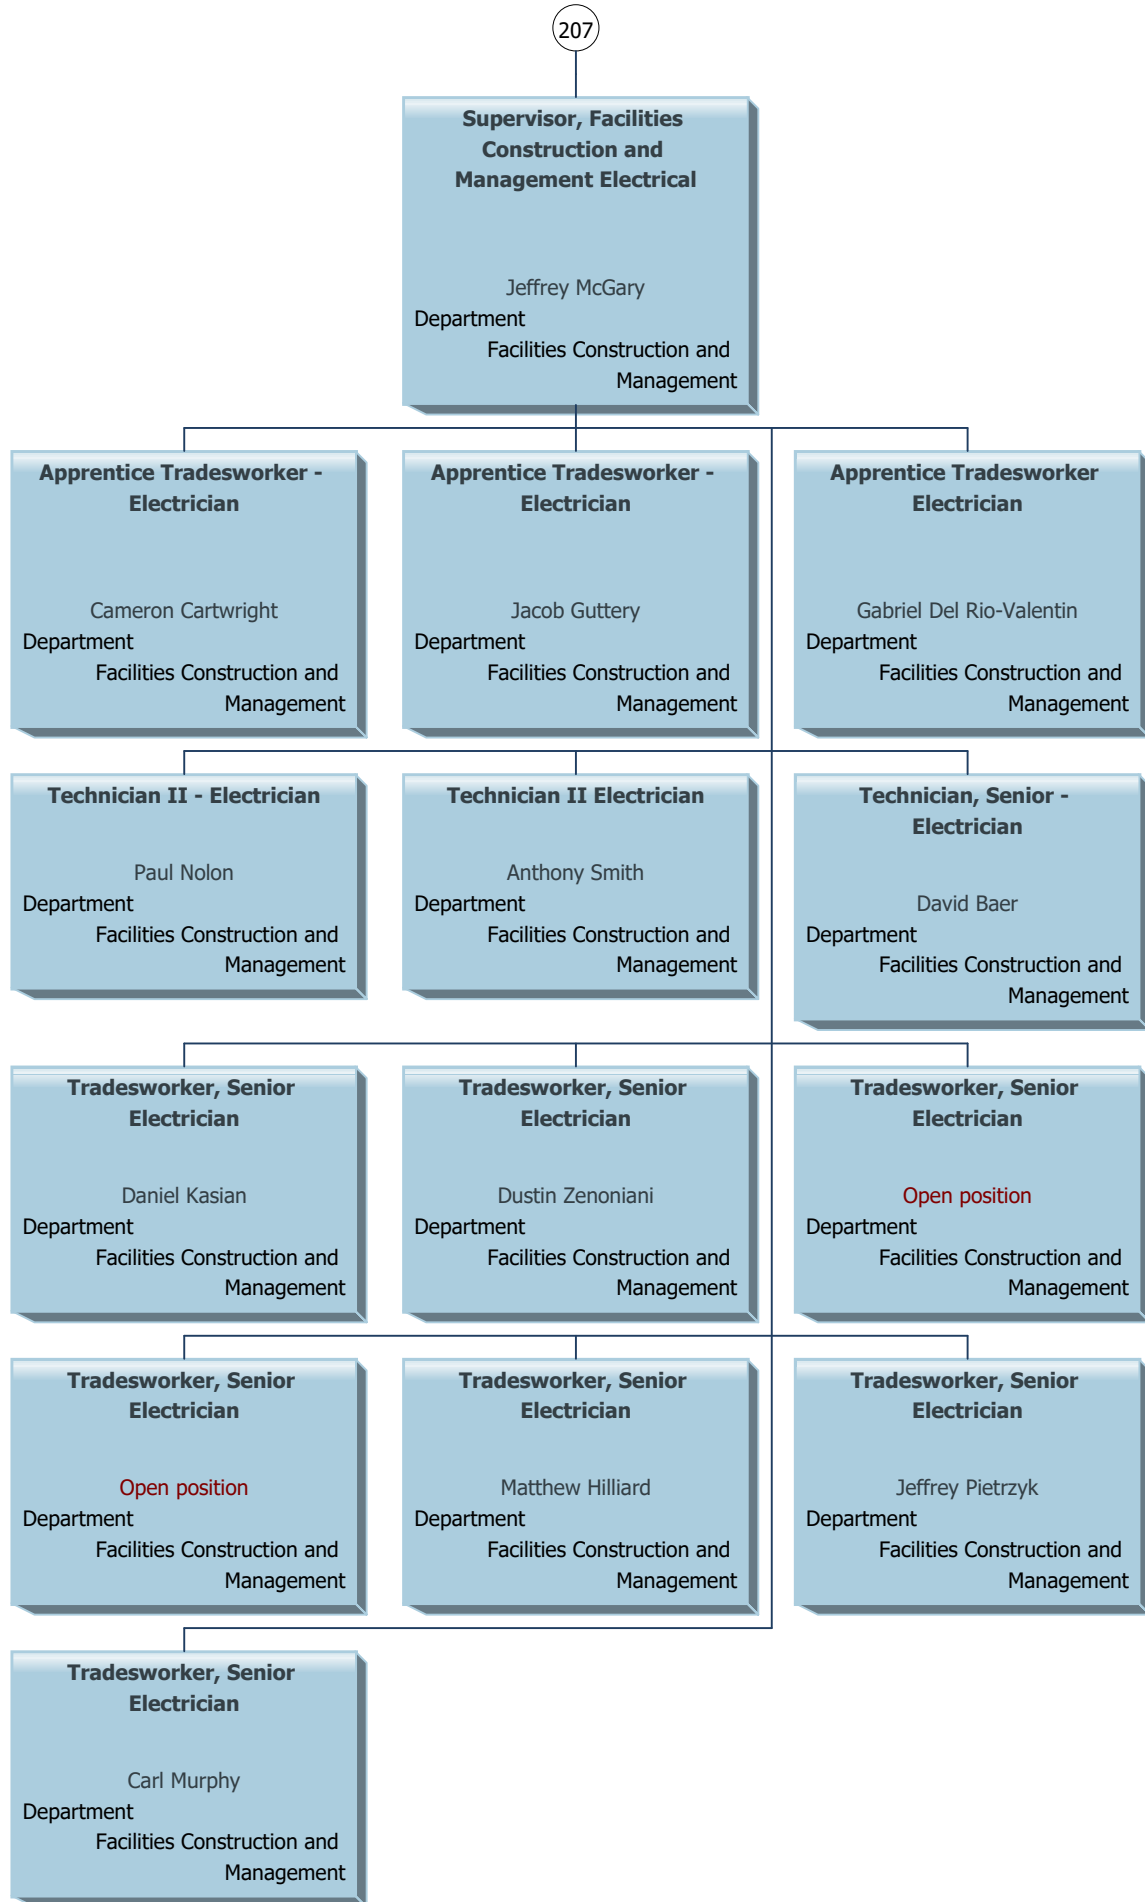 207
Supervisor, Facilities
Construction and
Management Electrical
Jeffrey McGary
Department
Facilities Construction and
Management
Apprentice Tradesworker -
Electrician
Cameron Cartwright
Department
Facilities Construction and
Management
Apprentice Tradesworker -
Electrician
Jacob Guttery
Department
Facilities Construction and
Management
Apprentice Tradesworker
Electrician
Gabriel Del Rio-Valentin
Department
Facilities Construction and
Management
Technician II - Electrician
Paul Nolon
Department
Facilities Construction and
Management
Technician II Electrician
Anthony Smith
Department
Facilities Construction and
Management
Technician, Senior -
Electrician
David Baer
Department
Facilities Construction and
Management
Tradesworker, Senior
Electrician
Daniel Kasian
Department
Facilities Construction and
Management
Tradesworker, Senior
Electrician
Dustin Zenoniani
Department
Facilities Construction and
Management
Tradesworker, Senior
Electrician
Open position
Department
Facilities Construction and
Management
Tradesworker, Senior
Electrician
Open position
Department
Facilities Construction and
Management
Tradesworker, Senior
Electrician
Matthew Hilliard
Department
Facilities Construction and
Management
Tradesworker, Senior
Electrician
Jeffrey Pietrzyk
Department
Facilities Construction and
Management
Tradesworker, Senior
Electrician
Carl Murphy
Department
Facilities Construction and
Management